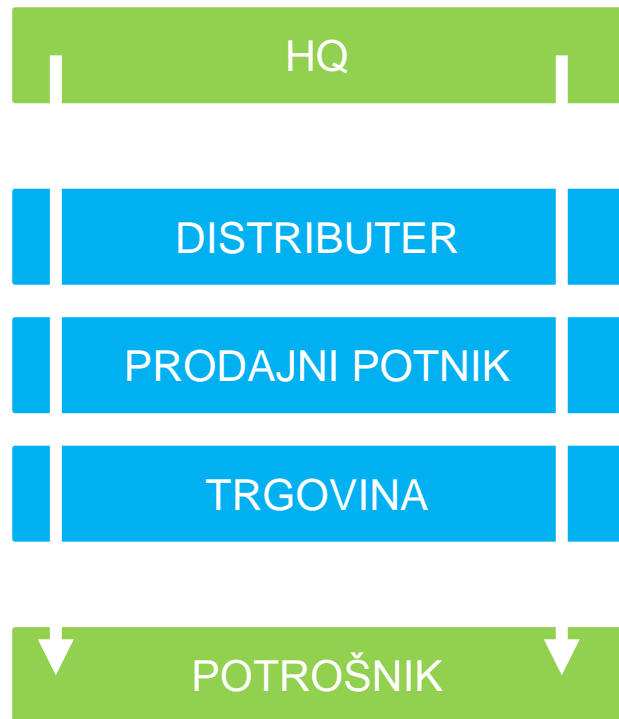 HQ
DISTRIBUTER
PRODAJNI POTNIK
TRGOVINA
POTROŠNIK